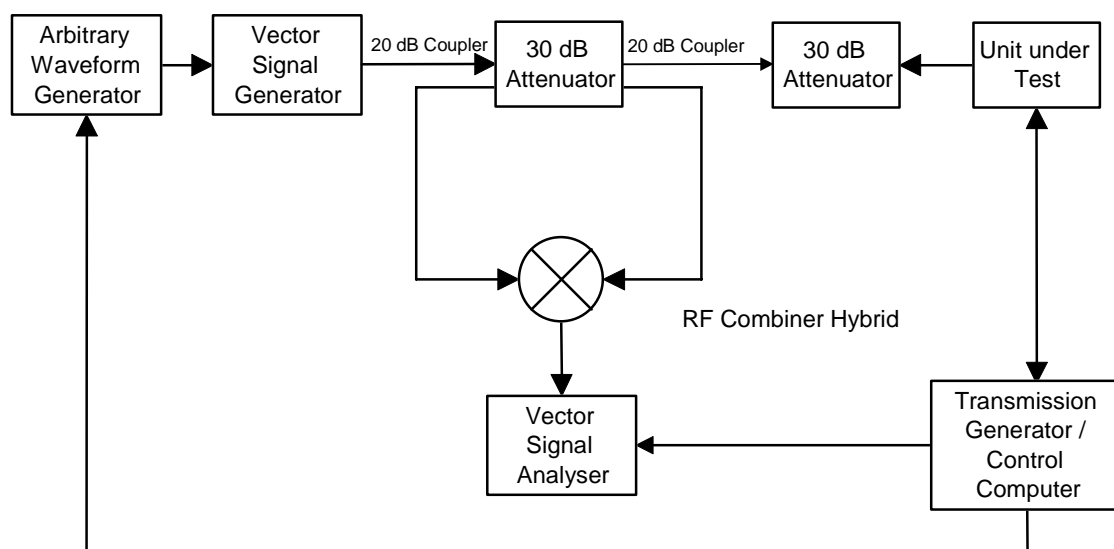 Arbitrary
Waveform
Generator
Vector
Signal
Generator
20 dB Coupler
30 dB
Attenuator
20 dB Coupler
30 dB
Attenuator
Unit under
Test
RF Combiner Hybrid
Vector
Signal
Analyser
Transmission
Generator /
Control
Computer